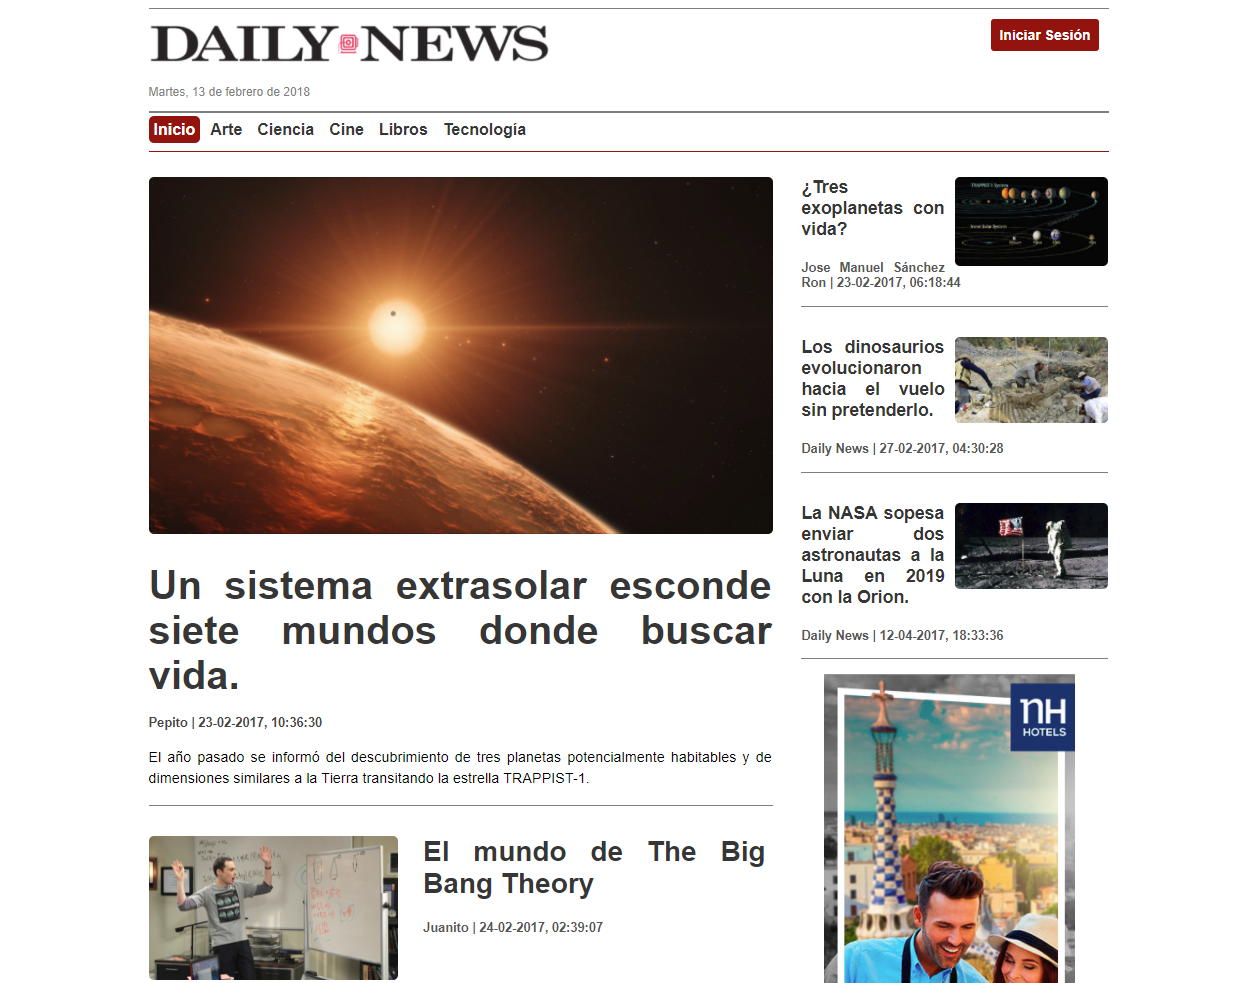 DAILY NEWS
Iniciar Sesión
Martes, 13 de febrero de 2018
Inicio Arte Ciencia Cine Libros Tecnología
Un sistema extrasolar esconde
siete mundos donde buscar
vida.
Pepito | 23-02-2017, 10:36:30
El año pasado se informó del descubrimiento de tres planetas potencialmente habitables y de
dimensiones similares a la Tierra transitando la estrella TRAPPIST-1.
El mundo de The Big
Bang Theory
Juanito | 24-02-2017, 02:39:07
¿Tres
exoplanetas con
vida?
Jose Manuel Sánchez
Ron | 23-02-2017, 06:18:44
TRAPPIST-1 System
Inner Solar System
Los dinosaurios
evolucionaron
hacia el vuelo
sin pretenderlo.
Daily News | 27-02-2017, 04:30:28
La NASA sopesa
enviar dos
astronautas a la
Luna en 2019
con la Orion.
Daily News | 12-04-2017, 18:33:36
nH
HOTELS